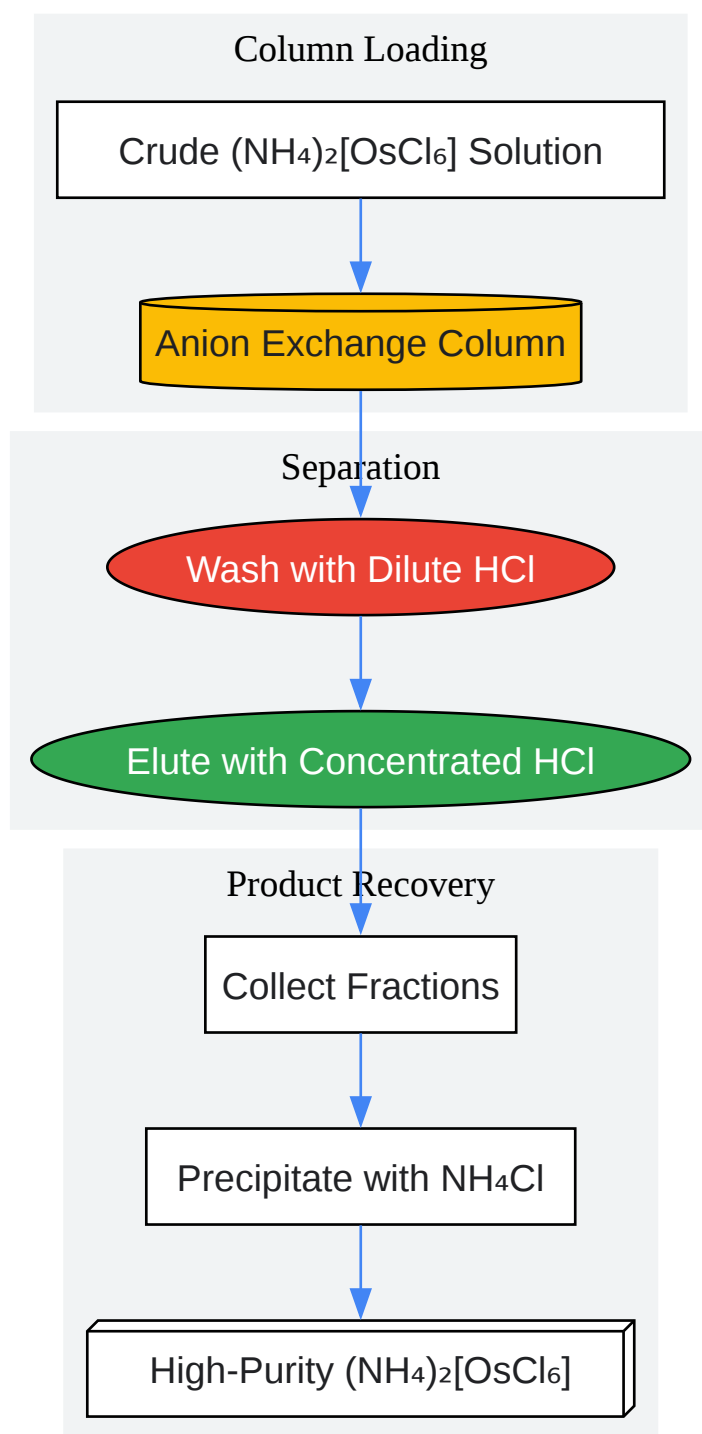 Column Loading
Crude (NH₄)₂[OsCl₆] Solution
Anion Exchange Column
Separation
Wash with Dilute HCl
Elute with Concentrated HCl
Product Recovery
Collect Fractions
Precipitate with NH₄Cl
High-Purity (NH₄)₂[OsCl₆]